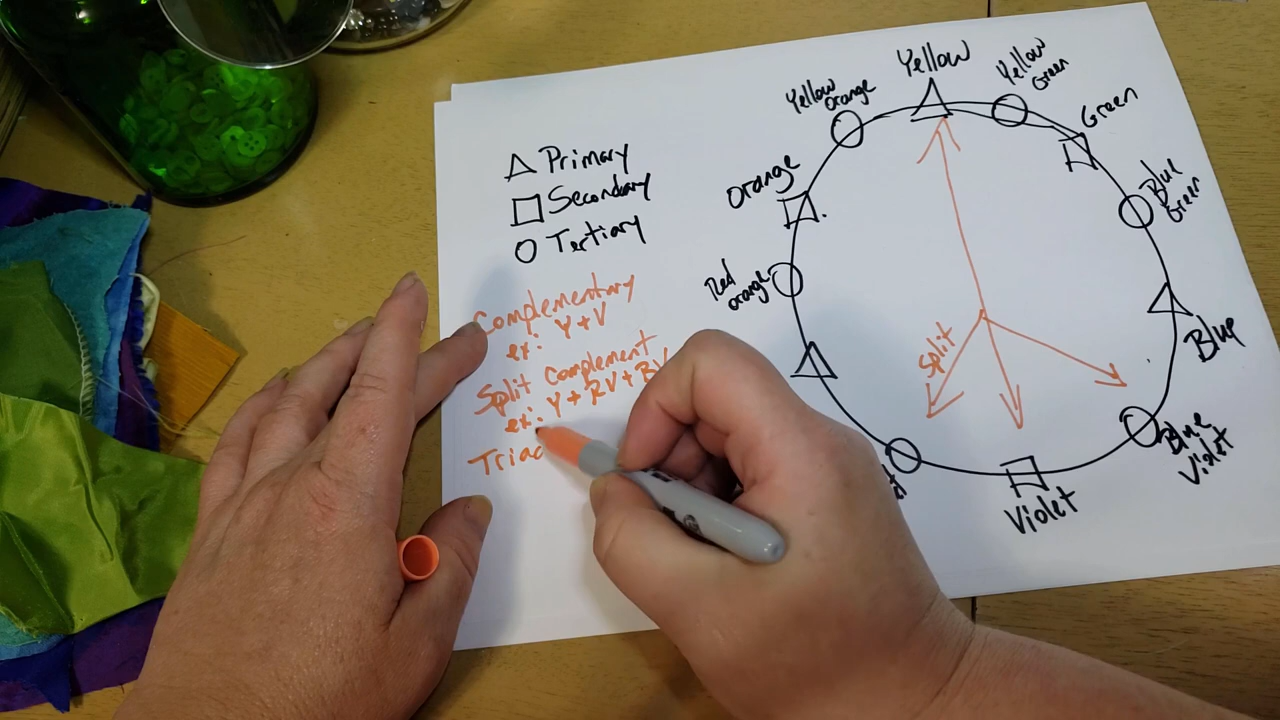 Primary
Secondary
Tertiary
Complementary
ex: Y+V
Split Complement
ex: Y + RV + BV
Triad
Yellow
Yellow
Green
Green
Blue
Green
Blue
Blue
Violet
Violet
Red
Orange
Orange
Yellow
Orange
Split